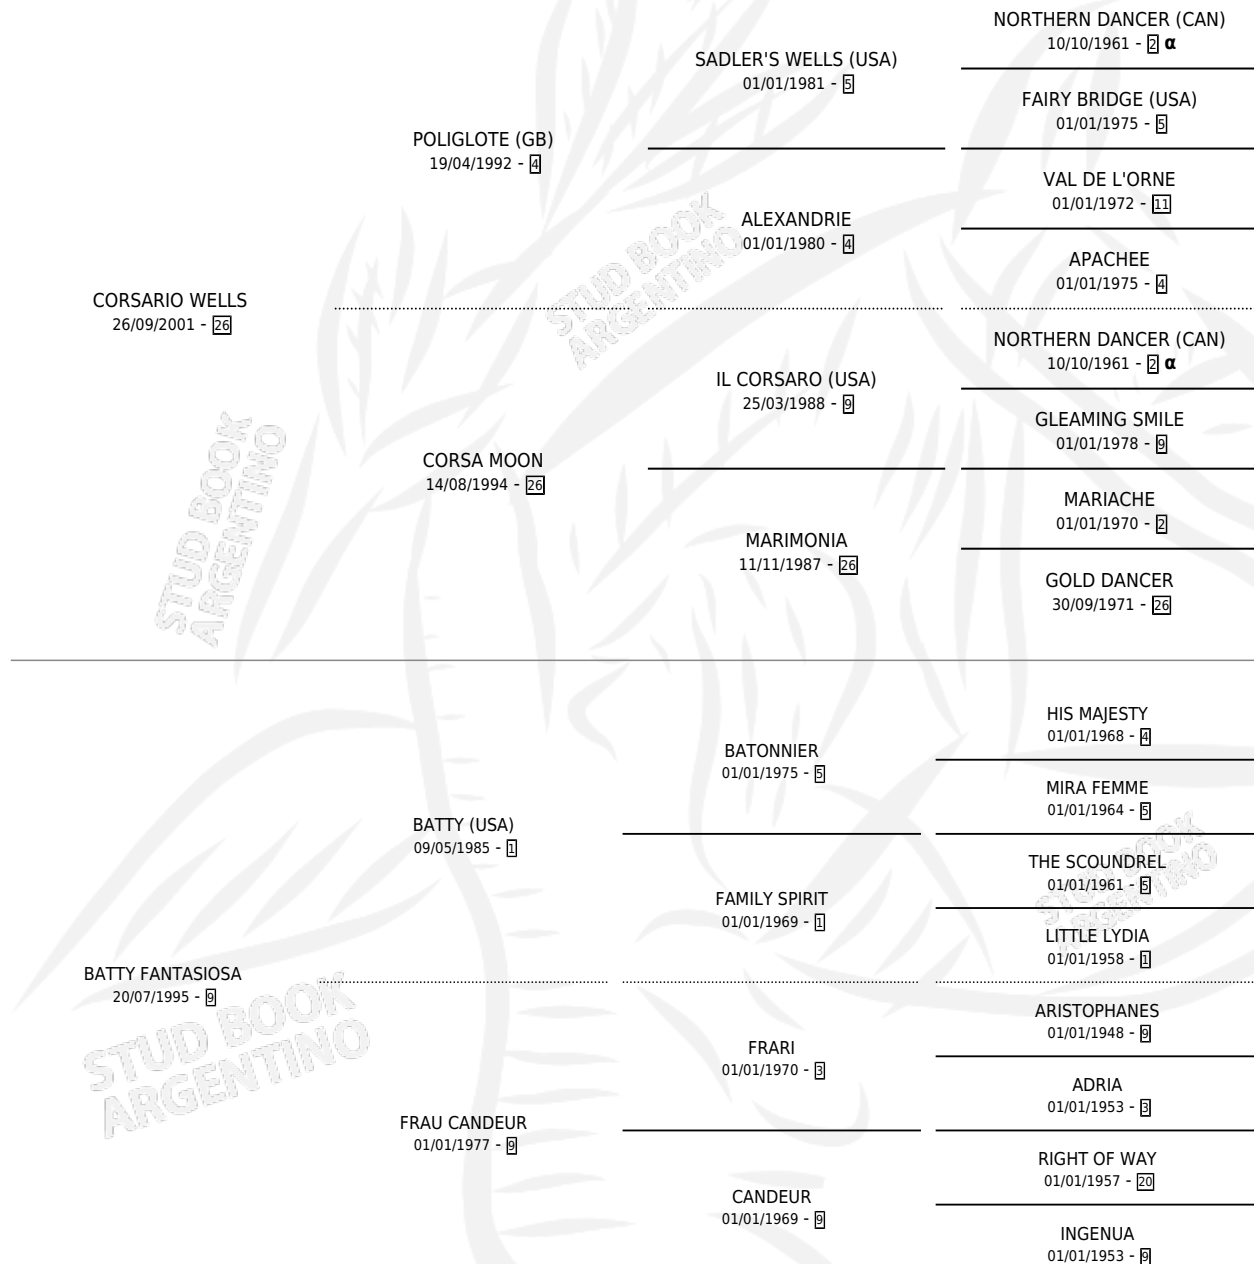 NORTHERN DANCER (CAN)
10/10/1961 - 2 α
SADLER'S WELLS (USA)
01/01/1981 - 5
FAIRY BRIDGE (USA)
01/01/1975 - 5
POLIGLOTE (GB)
19/04/1992 - 4
VAL DE L'ORNE
01/01/1972 - 11
ALEXANDRIE
01/01/1980 - 4
APACHEE
01/01/1975 - 4
STUD BOOK
ARGENTINO
CORSARIO WELLS
26/09/2001 - 26
NORTHERN DANCER (CAN)
10/10/1961 - 2 α
IL CORSARO (USA)
25/03/1988 - 9
GLEAMING SMILE
01/01/1978 - 9
CORSA MOON
14/08/1994 - 26
MARIACHE
01/01/1970 - 2
MARIMONIA
11/11/1987 - 26
GOLD DANCER
30/09/1971 - 26
STUD BOOK
ARGENTINO
HIS MAJESTY
01/01/1968 - 4
BATONNIER
01/01/1975 - 5
MIRA FEMME
01/01/1964 - 5
BATTY (USA)
09/05/1985 - 1
THE SCOUNDREL
01/01/1961 - 5
STUD BOOK
ARGENTINO
FAMILY SPIRIT
01/01/1969 - 1
LITTLE LYDIA
01/01/1958 - 1
BATTY FANTASIOSA
20/07/1995 - 9
STUD BOOK
ARGENTINO
ARISTOPHANES
01/01/1948 - 9
FRARI
01/01/1970 - 3
ADRIA
01/01/1953 - 3
FRAU CANDEUR
01/01/1977 - 9
RIGHT OF WAY
01/01/1957 - 20
CANDEUR
01/01/1969 - 9
INGENUA
01/01/1953 - 9